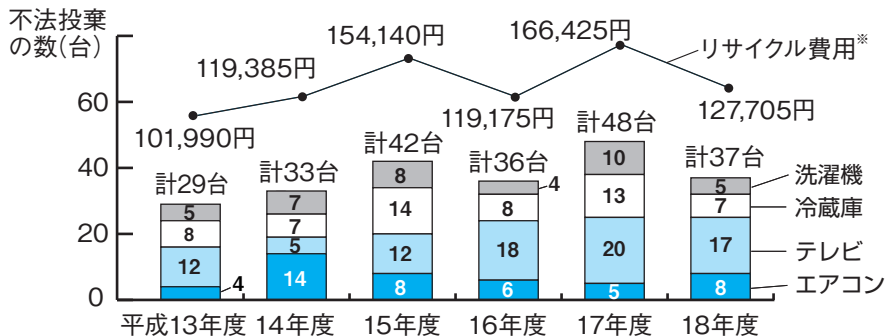 不法投棄
の数(台)
80
60
40
20
0
101,990円
119,385円
154,140円
119,175円
166,425円
127,705円
リサイクル費用※
計29台
計33台
計42台
計36台
計48台
計37台
5
8
12
4
7
7
5
14
8
14
12
8
4
8
18
6
10
13
20
5
5
7
17
8
洗濯機
冷蔵庫
テレビ
エアコン
平成13年度 14年度 15年度 16年度 17年度 18年度